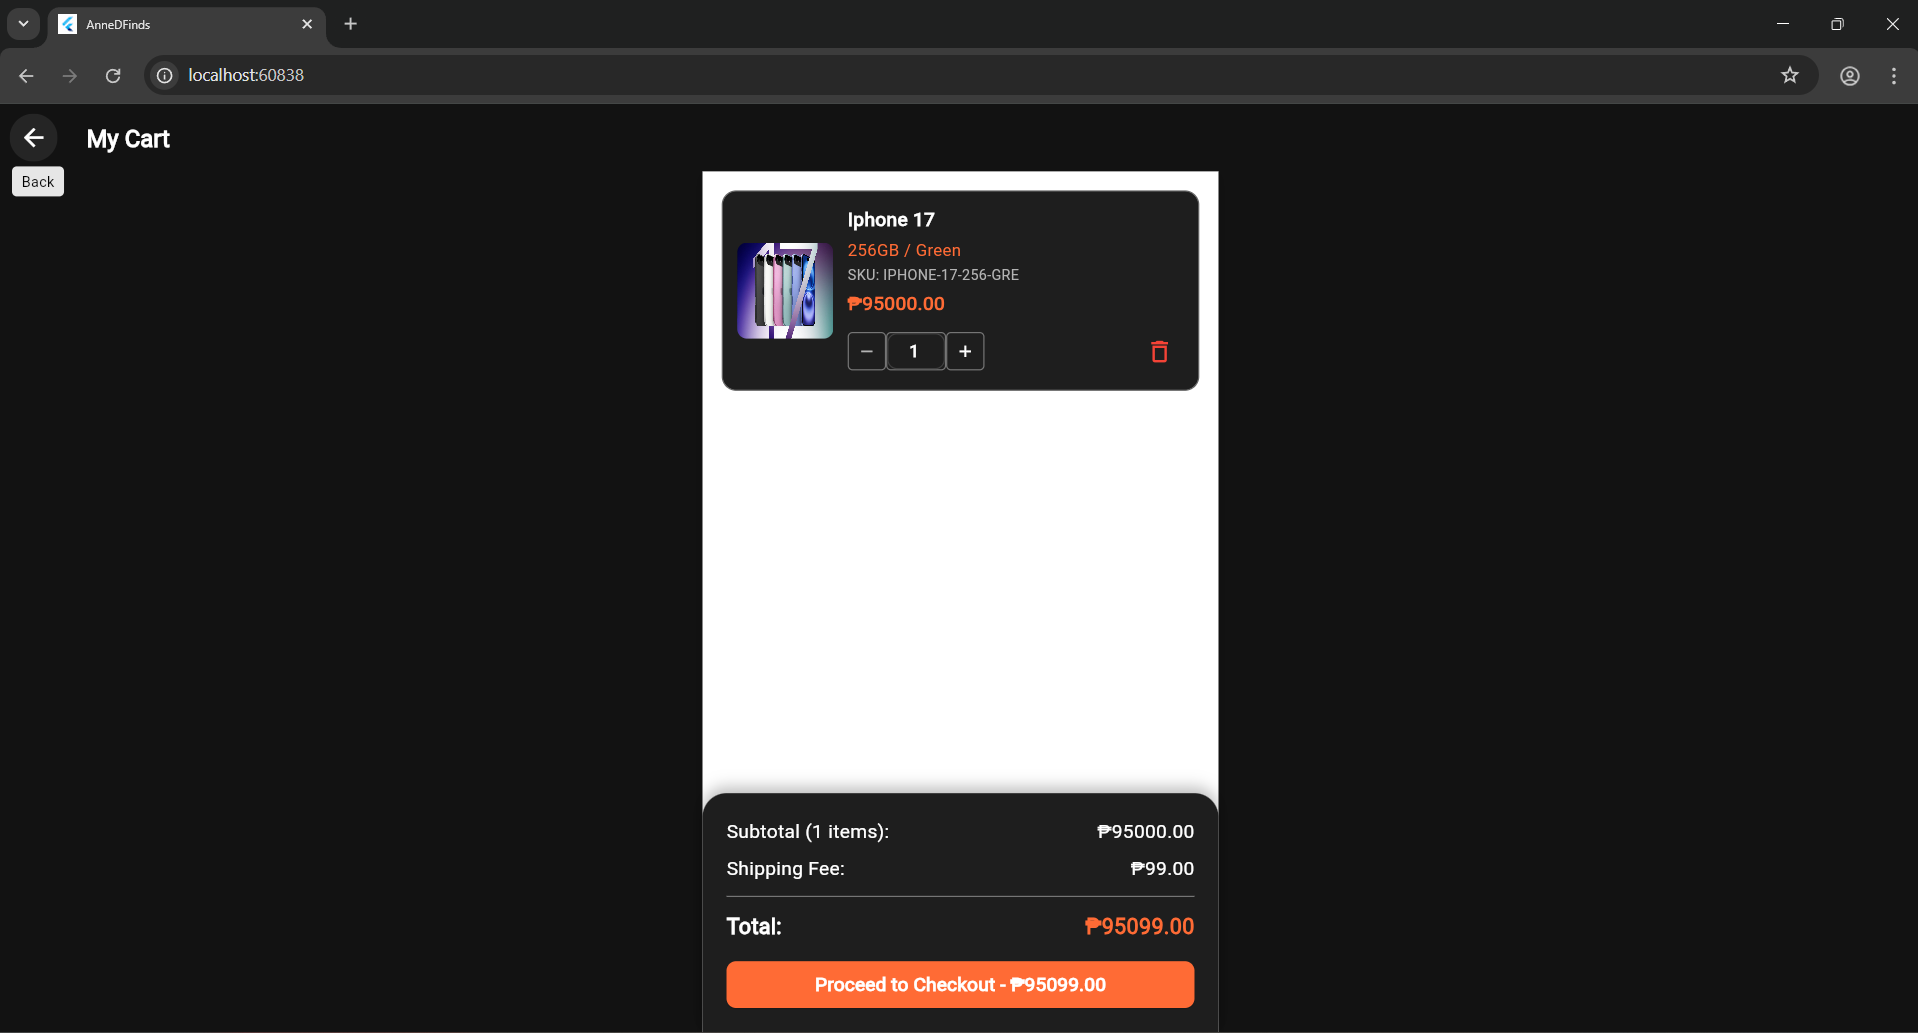 AnneDFinds
localhost:60838
My Cart
Back
Iphone 17
256GB / Green
SKU: IPHONE-17-256-GRE
₱95000.00
− 1 +
Subtotal (1 items): ₱95000.00
Shipping Fee: ₱99.00
Total: ₱95099.00
Proceed to Checkout - ₱95099.00